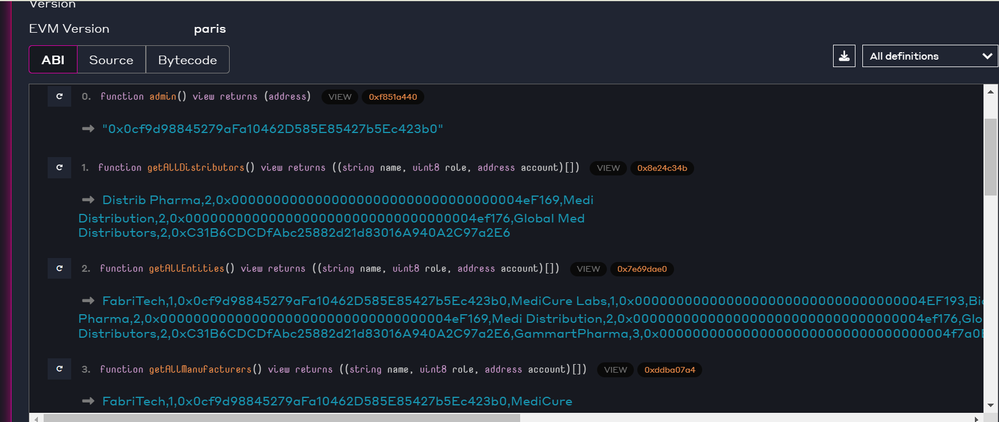 Version
EVM Version paris
ABI Source Bytecode All definitions
0. function admin() view returns (address) VIEW 0xf851a440
"0x0cf9d98845279aFa10462D585E85427b5Ec423b0"
1. function getAllDistributors() view returns ((string name, uint8 role, address account)[]) VIEW 0x8e24c34b
Distrib Pharma,2,0x00000000000000000000000000000000004eF169,Medi
Distribution,2,0x00000000000000000000000000000000004ef176,Global Med
Distributors,2,0xC31B6CDCDfAbc25882d21d83016A940A2C97a2E6
2. function getAllEntities() view returns ((string name, uint8 role, address account)[]) VIEW 0x7e69dae0
FabriTech,1,0x0cf9d98845279aFa10462D585E85427b5Ec423b0,MediCure Labs,1,0x00000000000000000000000000000000004EF193,Bio
Pharma,2,0x00000000000000000000000000000000004eF169,Medi Distribution,2,0x00000000000000000000000000000000004ef176,Glo
Distributors,2,0xC31B6CDCDfAbc25882d21d83016A940A2C97a2E6,GammartPharma,3,0x00000000000000000000000000000000004f7a0
3. function getAllManufacturers() view returns ((string name, uint8 role, address account)[]) VIEW 0xddba07a4
FabriTech,1,0x0cf9d98845279aFa10462D585E85427b5Ec423b0,MediCure